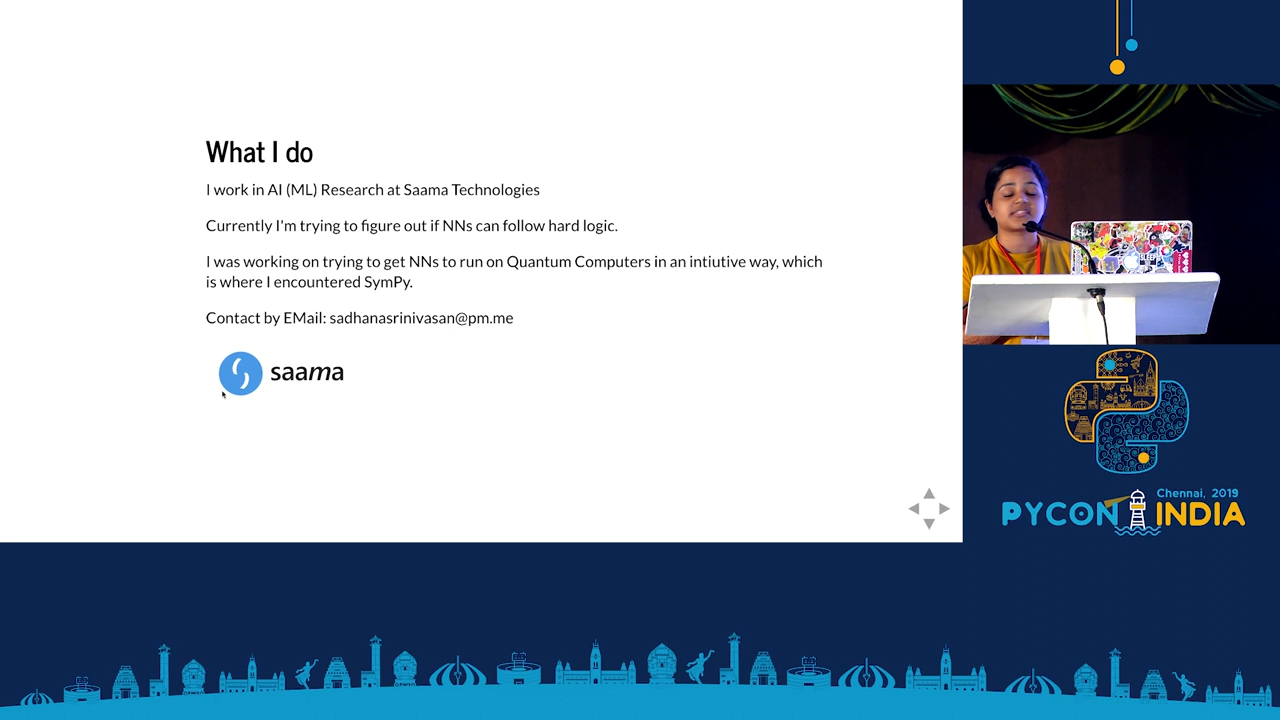 What I do
I work in AI (ML) Research at Saama Technologies
Currently I'm trying to figure out if NNs can follow hard logic.
I was working on trying to get NNs to run on Quantum Computers in an intiutive way, which
is where I encountered SymPy.
Contact by EMail: sadhanasrinivasan@pm.me
saama
SLEEP
Chennai, 2019
PYCON INDIA